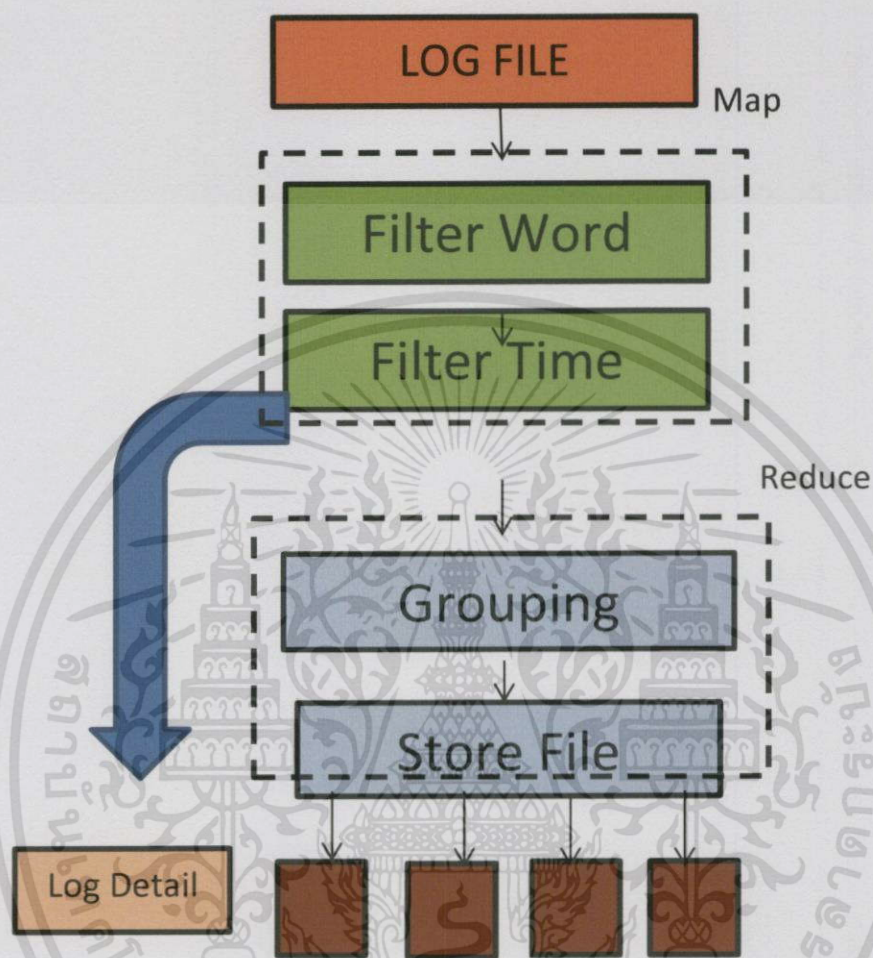 LOG FILE
Map
Filter Word
Filter Time
Reduce
Grouping
Store File
Log Detail